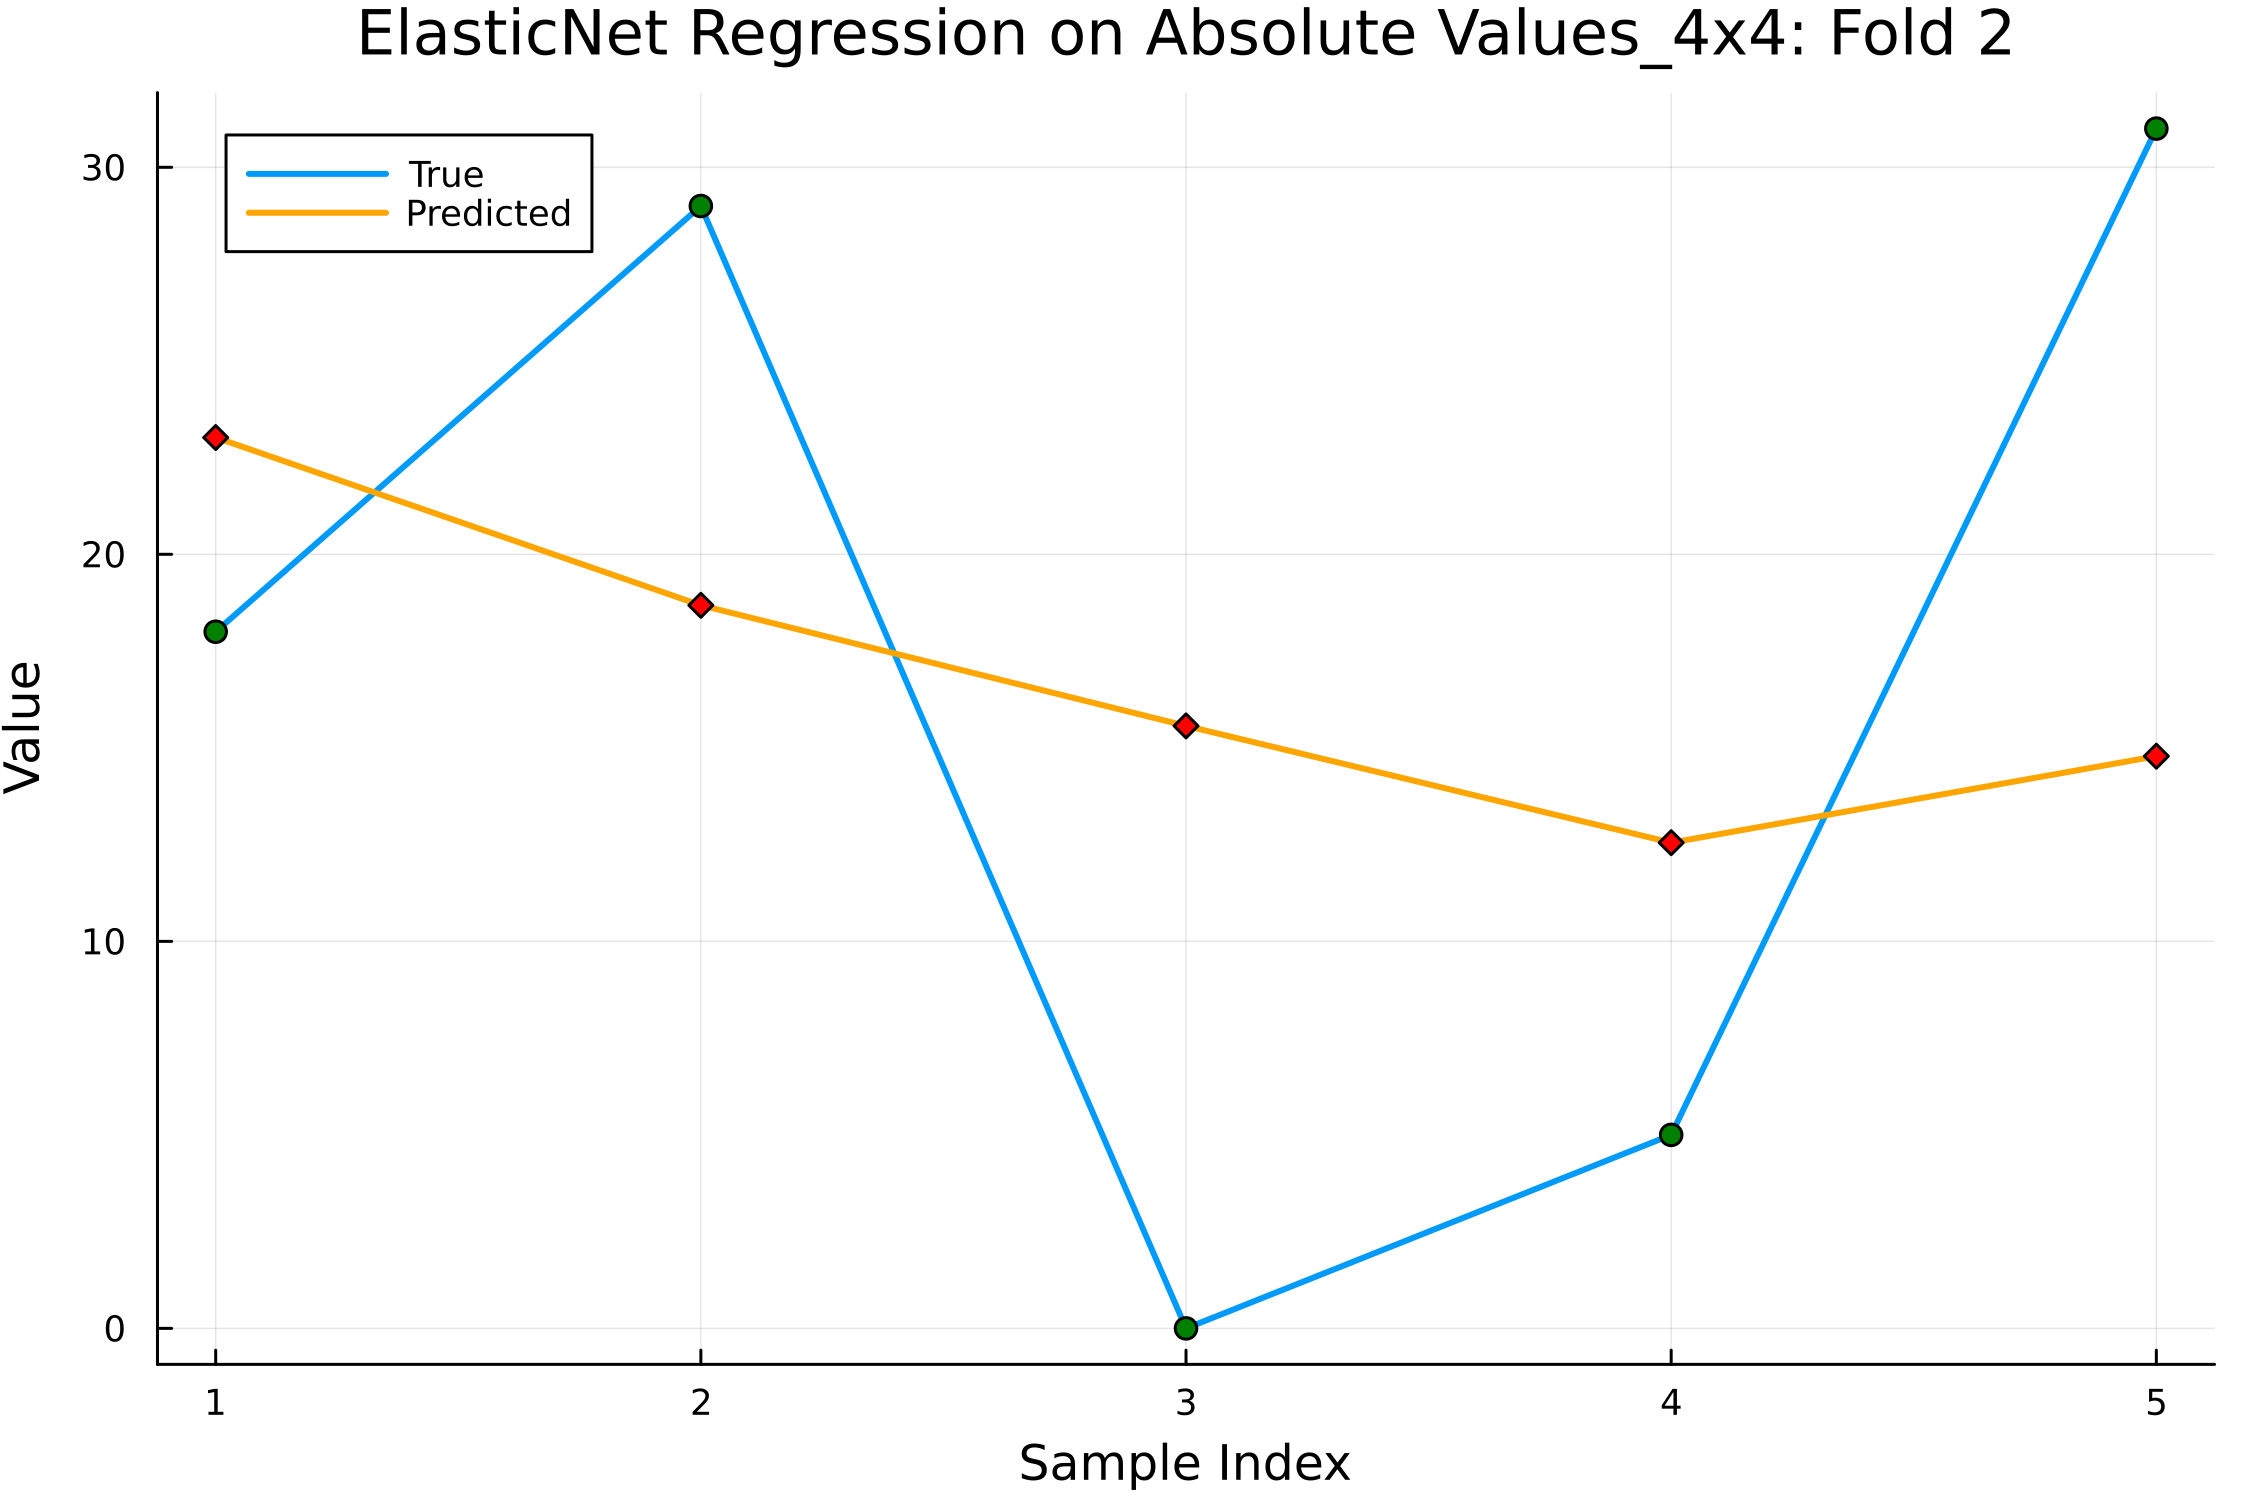 ElasticNet Regression on Absolute Values_4x4: Fold 2
True
Predicted
30
20
10
0
Value
1 2 3 4 5
Sample Index